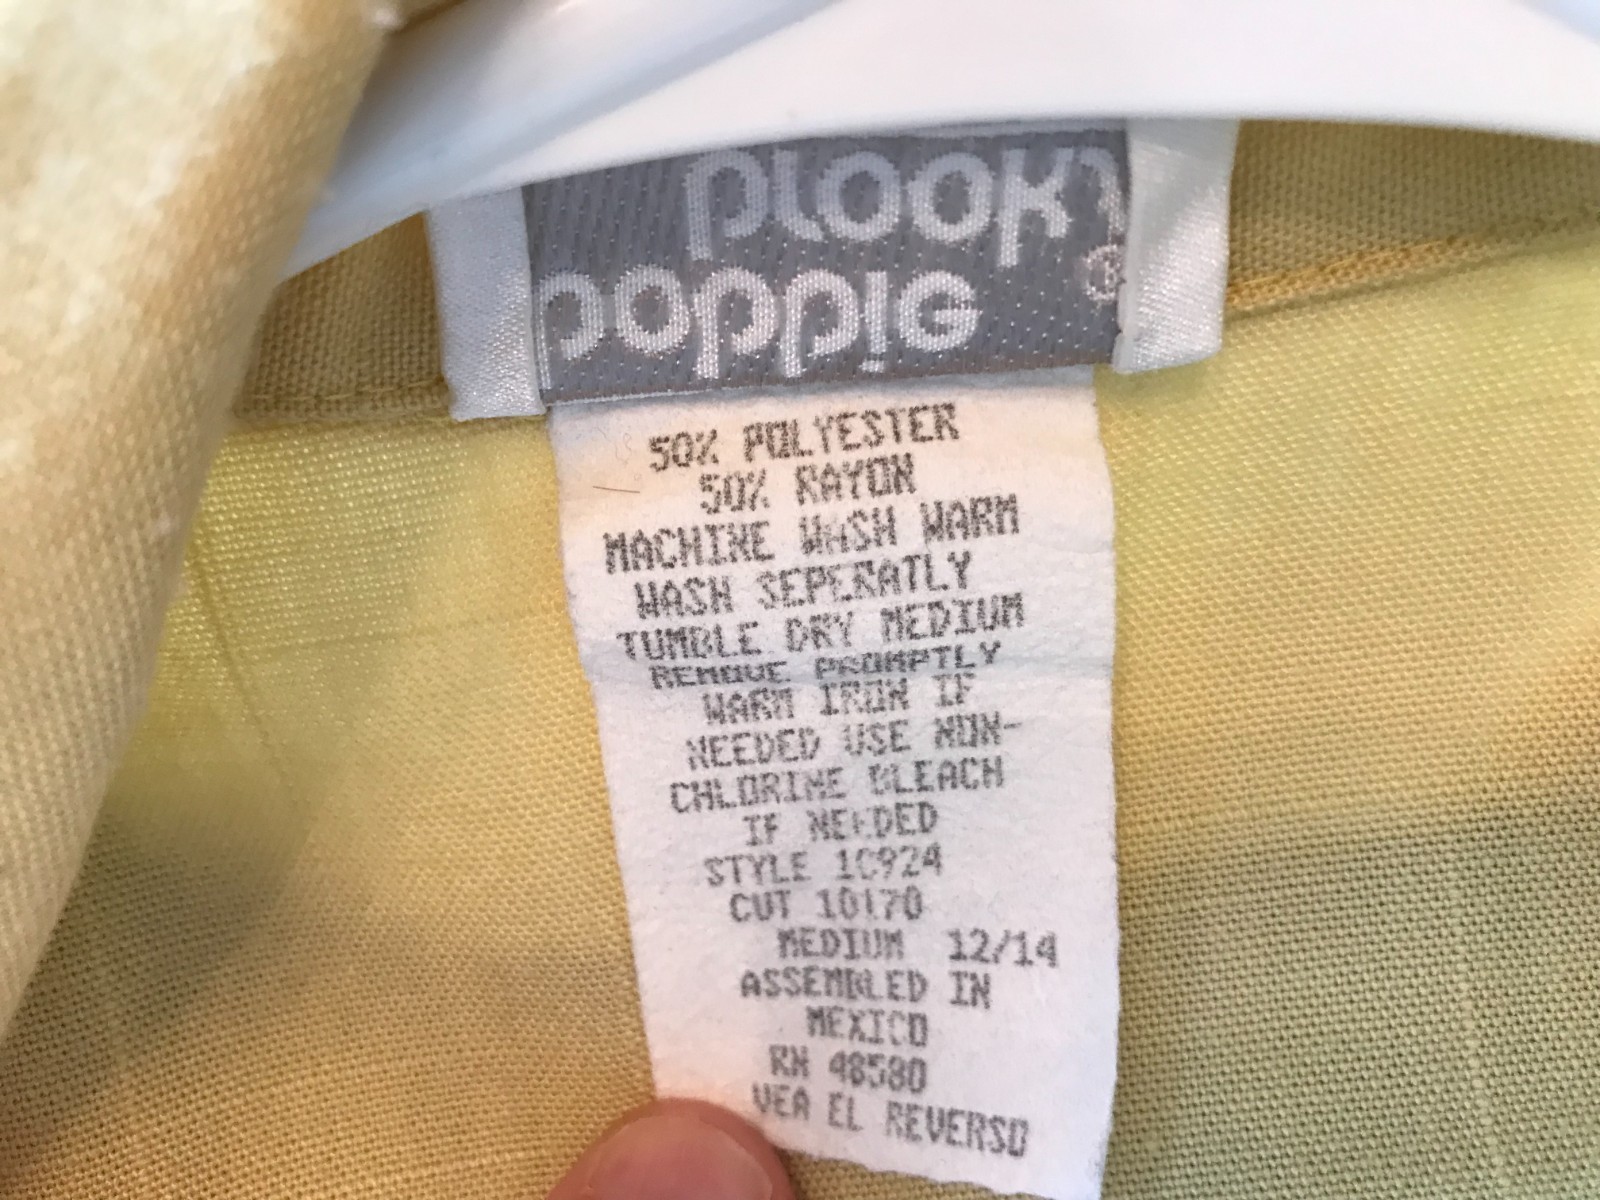 50% POLYESTER
50% RAYON
MACHINE WASH WARM
WASH SEPERATLY
TUMBLE DRY MEDIUM
REMOVE PROMPTLY
WARM IRON IF
NEEDED USE NON-
CHLORINE BLEACH
IF NEEDED
STYLE 10924
CUT 10170
MEDIUM 12/14
ASSEMBLED IN
MEXICO
RN 48580
VEA EL REVERSO